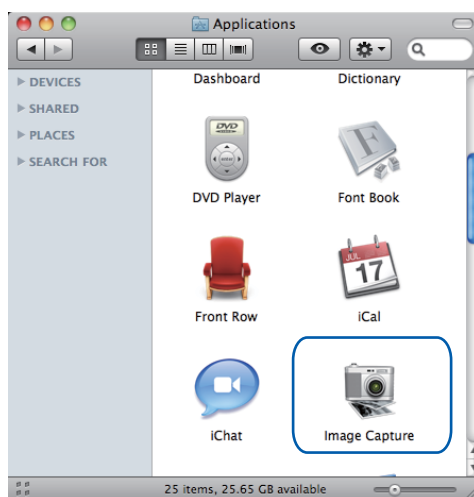 Applications
DEVICES
SHARED
PLACES
SEARCH FOR
Dashboard Dictionary
DVD
DVD Player Font Book
JUL
17
Front Row iCal
iChat Image Capture
25 items, 25.65 GB available